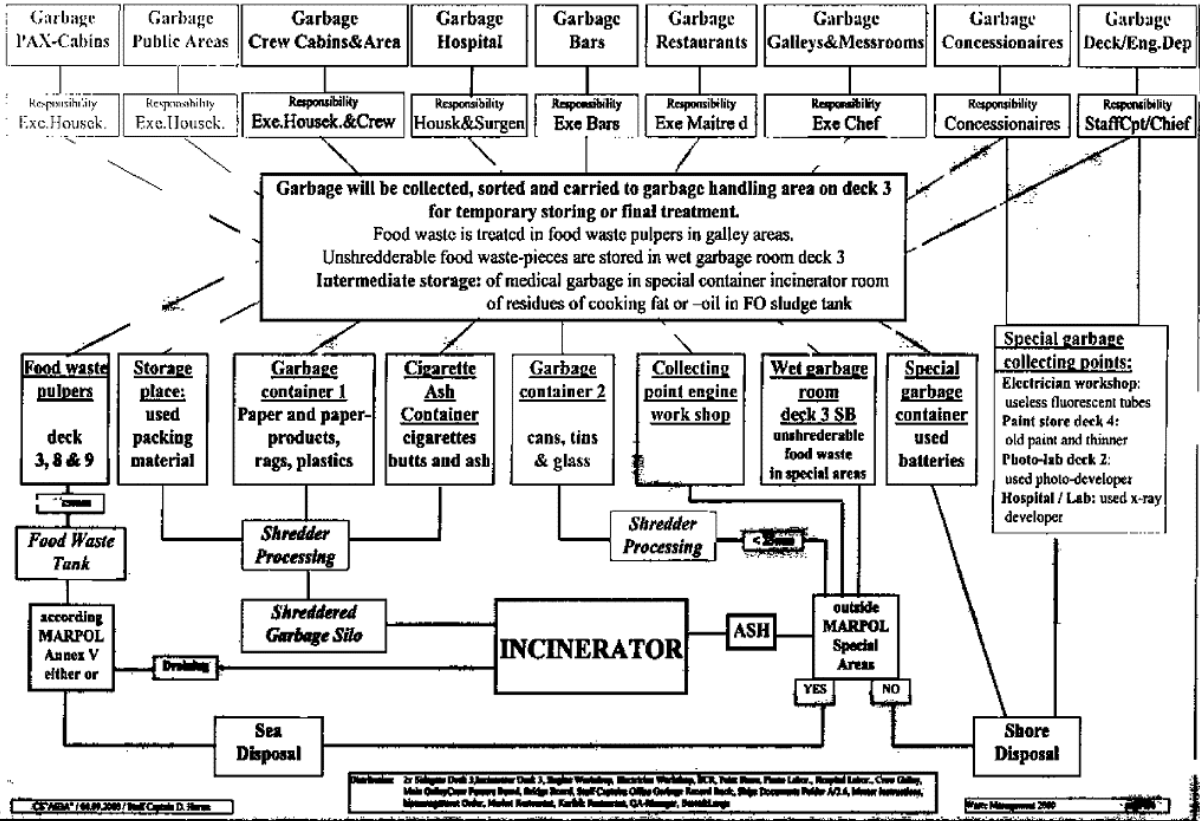 Garbage
PAX-Cabins
Garbage
Public Areas
Garbage
Crew Cabins&Area
Garbage
Hospital
Garbage
Bars
Garbage
Restaurants
Garbage
Galleys&Messrooms
Garbage
Concessionaires
Garbage
Deck/Eng.Dep
Responsibility
Exe.Housek.
Responsibility
Exe.Housek.
Responsibility
Exe.Housek.&Crew
Responsibility
Housk&Surgen
Responsibility
Exe Bars
Responsibility
Exe Maitre d
Responsibility
Exe Chef
Responsibility
Concessionaires
Responsibility
StaffCpt/Chief
Garbage will be collected, sorted and carried to garbage handling area on deck 3
for temporary storing or final treatment.
Food waste is treated in food waste pulpers in galley areas.
Unshredderable food waste-pieces are stored in wet garbage room deck 3
Intermediate storage: of medical garbage in special container incinerator room
of residues of cooking fat or –oil in FO sludge tank
Food waste
pulpers
deck
3, 8 & 9
Storage
place:
used
packing
material
Garbage
container 1
Paper and paper-
products,
rags, plastics
Cigarette
Ash
Container
cigarettes
butts and ash
Garbage
container 2
cans, tins
& glass
Collecting
point engine
work shop
Wet garbage
room
deck 3 SB
unshrederable
food waste
in special areas
Special
garbage
container
used
batteries
Special garbage
collecting points:
Electrician workshop:
useless fluorescent tubes
Paint store deck 4:
old paint and thinner
Photo-lab deck 2:
used photo-developer
Hospital / Lab: used x-ray
developer
Food Waste
Tank
Shredder
Processing
Shredder
Processing
< 25mm
according
MARPOL
Annex V
either or
Shreddered
Garbage Silo
Draining
INCINERATOR
ASH
outside
MARPOL
Special
Areas
YES
NO
Sea
Disposal
Shore
Disposal
Distribution:
Waste Management 2000